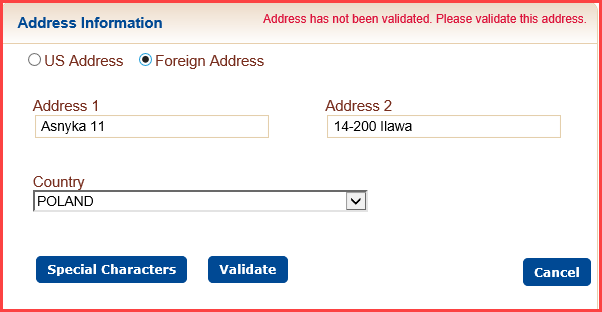 Address Information
Address has not been validated. Please validate this address.
US Address Foreign Address
Address 1 Address 2
Asnyka 11 14-200 Ilawa
Country
POLAND
Special Characters Validate Cancel